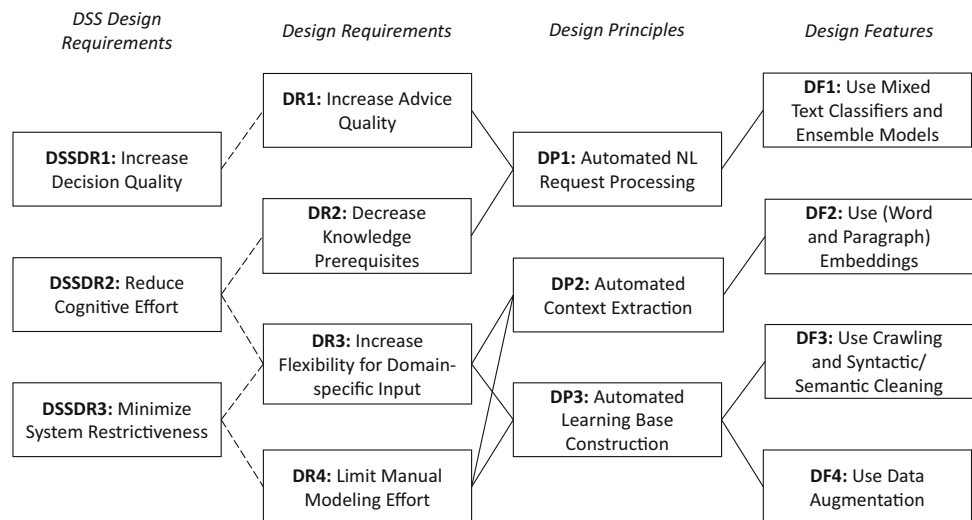 DSS Design
Requirements
Design Requirements
Design Principles
Design Features
DSSDR1: Increase
Decision Quality
DSSDR2: Reduce
Cognitive Effort
DSSDR3: Minimize
System Restrictiveness
DR1: Increase Advice
Quality
DR2: Decrease
Knowledge
Prerequisites
DR3: Increase
Flexibility for Domain-
specific Input
DR4: Limit Manual
Modeling Effort
DP1: Automated NL
Request Processing
DP2: Automated
Context Extraction
DP3: Automated
Learning Base
Construction
DF1: Use Mixed
Text Classifiers and
Ensemble Models
DF2: Use (Word
and Paragraph)
Embeddings
DF3: Use Crawling
and Syntactic/
Semantic Cleaning
DF4: Use Data
Augmentation